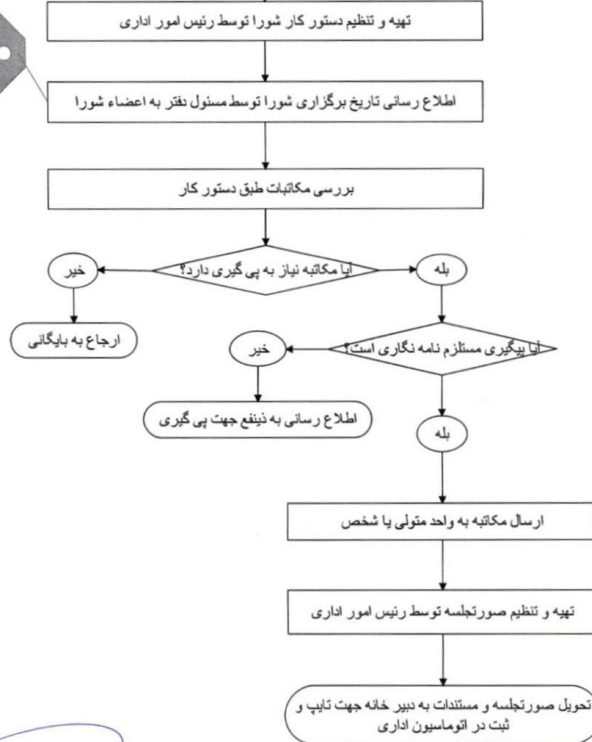 تهیه و تنظیم دستور کار شورا توسط رئیس امور اداری
اطلاع رسانی تاریخ برگزاری شورا توسط مسئول دفتر به اعضاء شورا
بررسی مکاتبات طبق دستور کار
آیا مکاتبه نیاز به پی گیری دارد؟
بله
خیر
ارجاع به بایگانی
آیا پیگیری مستلزم نامه نگاری است؟
خیر
اطلاع رسانی به ذینفع جهت پی گیری
بله
ارسال مکاتبه به واحد متولی یا شخص
تهیه و تنظیم صورتجلسه توسط رئیس امور اداری
تحویل صورتجلسه و مستندات به دبیر خانه جهت تایپ و
ثبت در اتوماسیون اداری